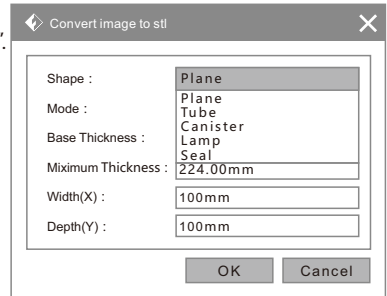 Convert image to stl
Shape : Plane
Plane
Mode : Tube
Canister
Base Thickness : Lamp
Seal
Miximum Thickness : 224.00mm
Width(X) : 100mm
Depth(Y) : 100mm
OK Cancel